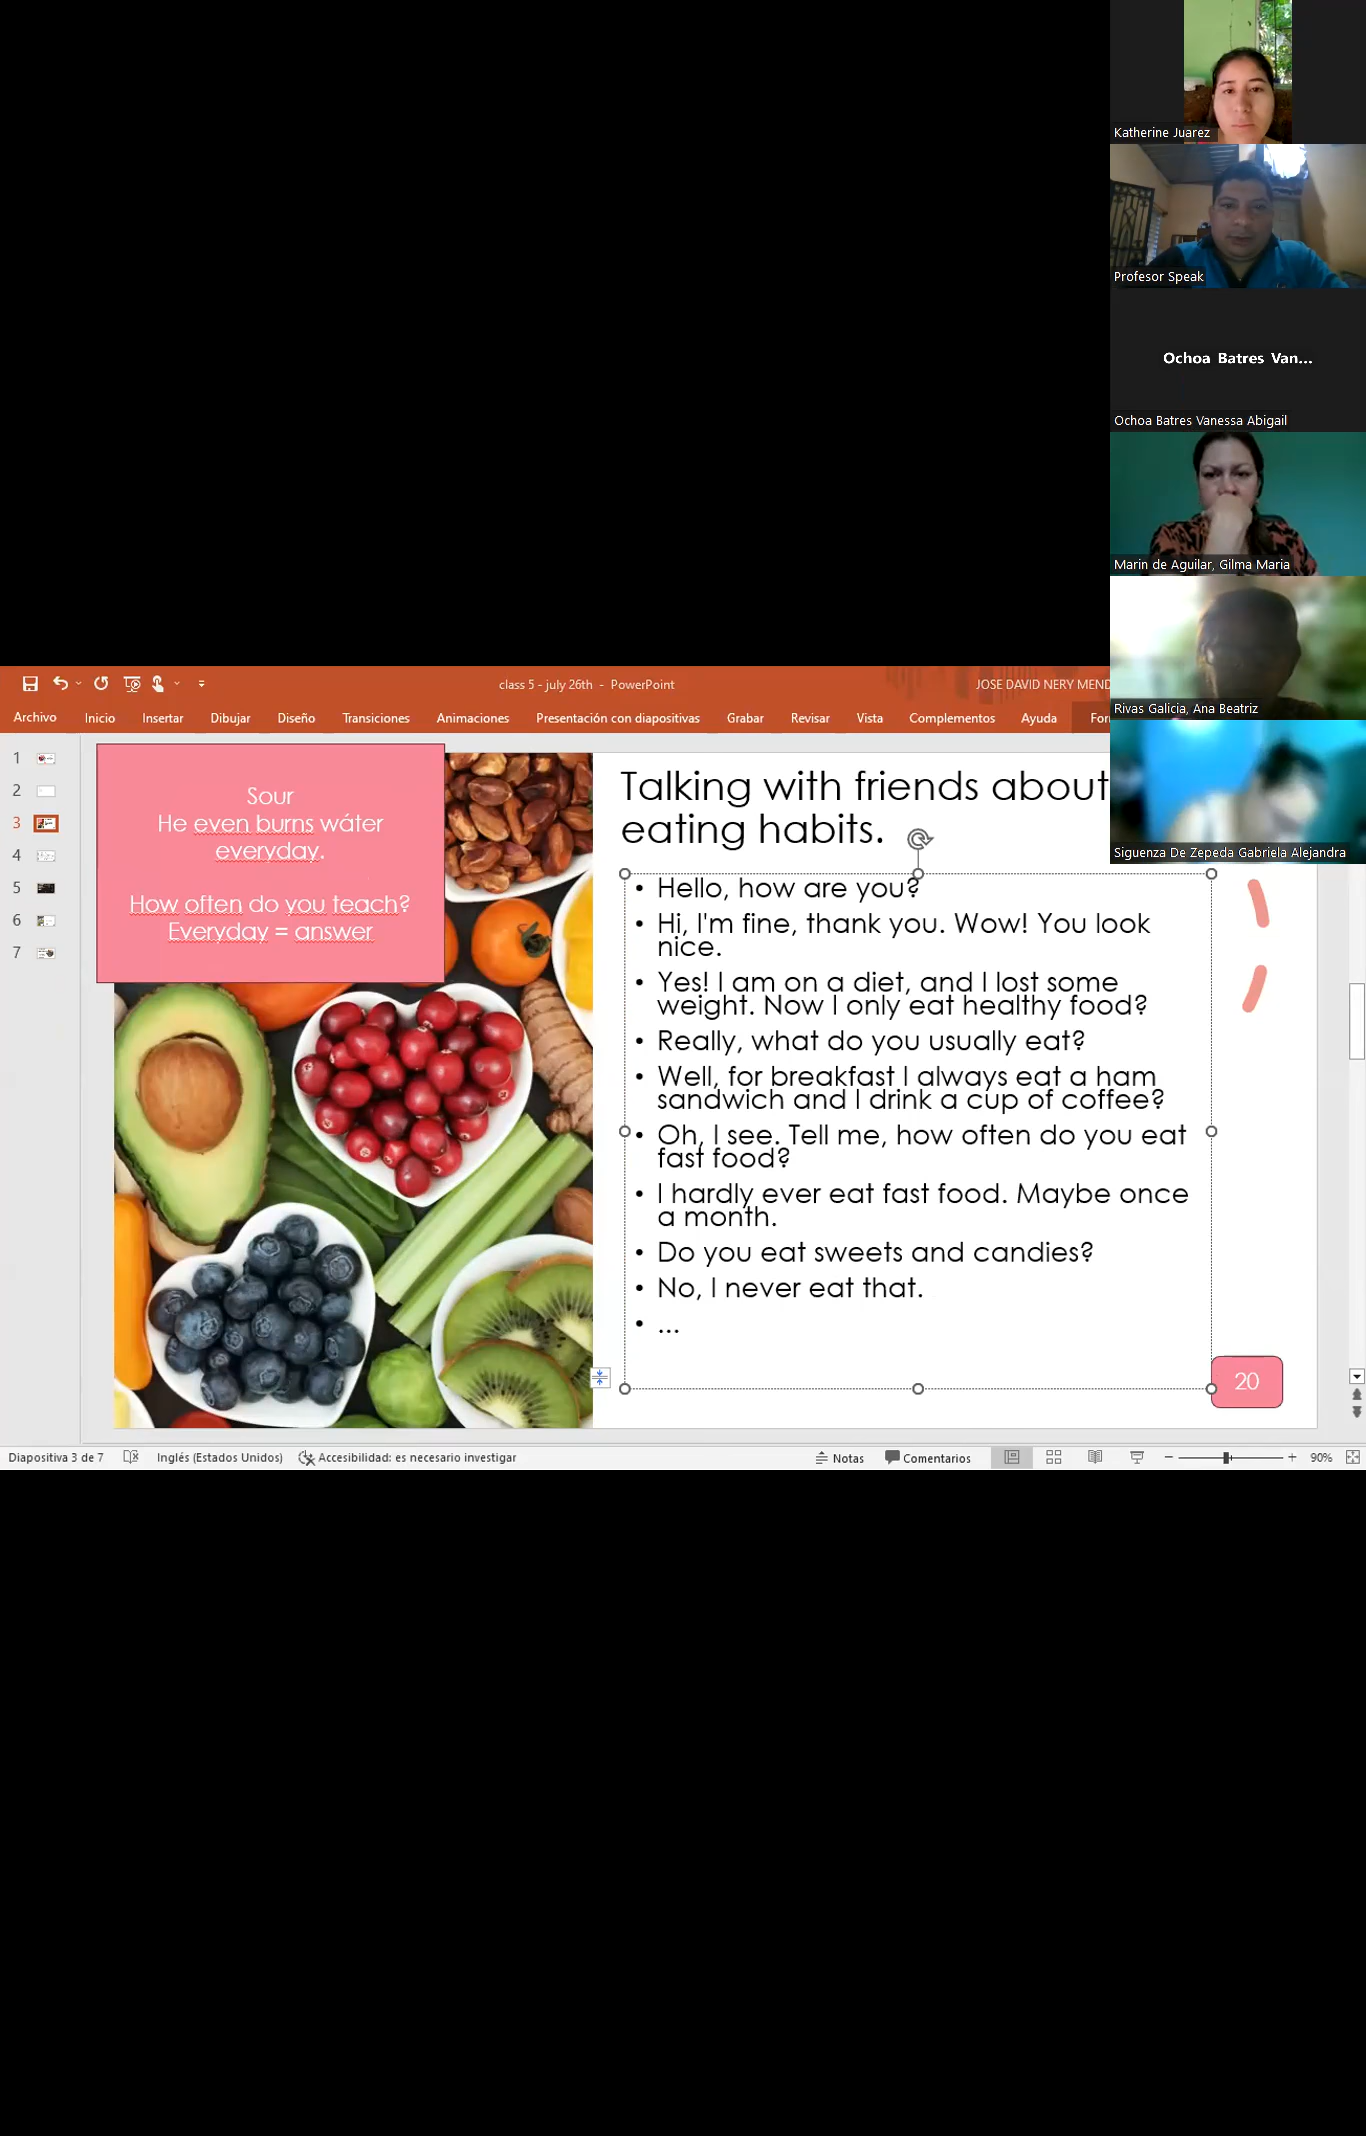 Katherine Juarez
Profesor Speak
Ochoa Batres Van...
Ochoa Batres Vanessa Abigail
Marin de Aguilar, Gilma Maria
Rivas Galicia, Ana Beatriz
Siguenza De Zepeda Gabriela Alejandra
class 5 - july 26th - PowerPoint
JOSE DAVID NERY MEND
Archivo Inicio Insertar Dibujar Diseño Transiciones Animaciones Presentación con diapositivas Grabar Revisar Vista Complementos Ayuda For
1
2
3
4
5
6
7
Sour
He even burns wáter
everyday.
How often do you teach?
Everyday = answer
Talking with friends about
eating habits.
• Hello, how are you?
• Hi, I'm fine, thank you. Wow! You look
nice.
• Yes! I am on a diet, and I lost some
weight. Now I only eat healthy food?
• Really, what do you usually eat?
• Well, for breakfast I always eat a ham
sandwich and I drink a cup of coffee?
• Oh, I see. Tell me, how often do you eat
fast food?
• I hardly ever eat fast food. Maybe once
a month.
• Do you eat sweets and candies?
• No, I never eat that.
• ...
20
Diapositiva 3 de 7 Inglés (Estados Unidos) Accesibilidad: es necesario investigar Notas Comentarios 90%